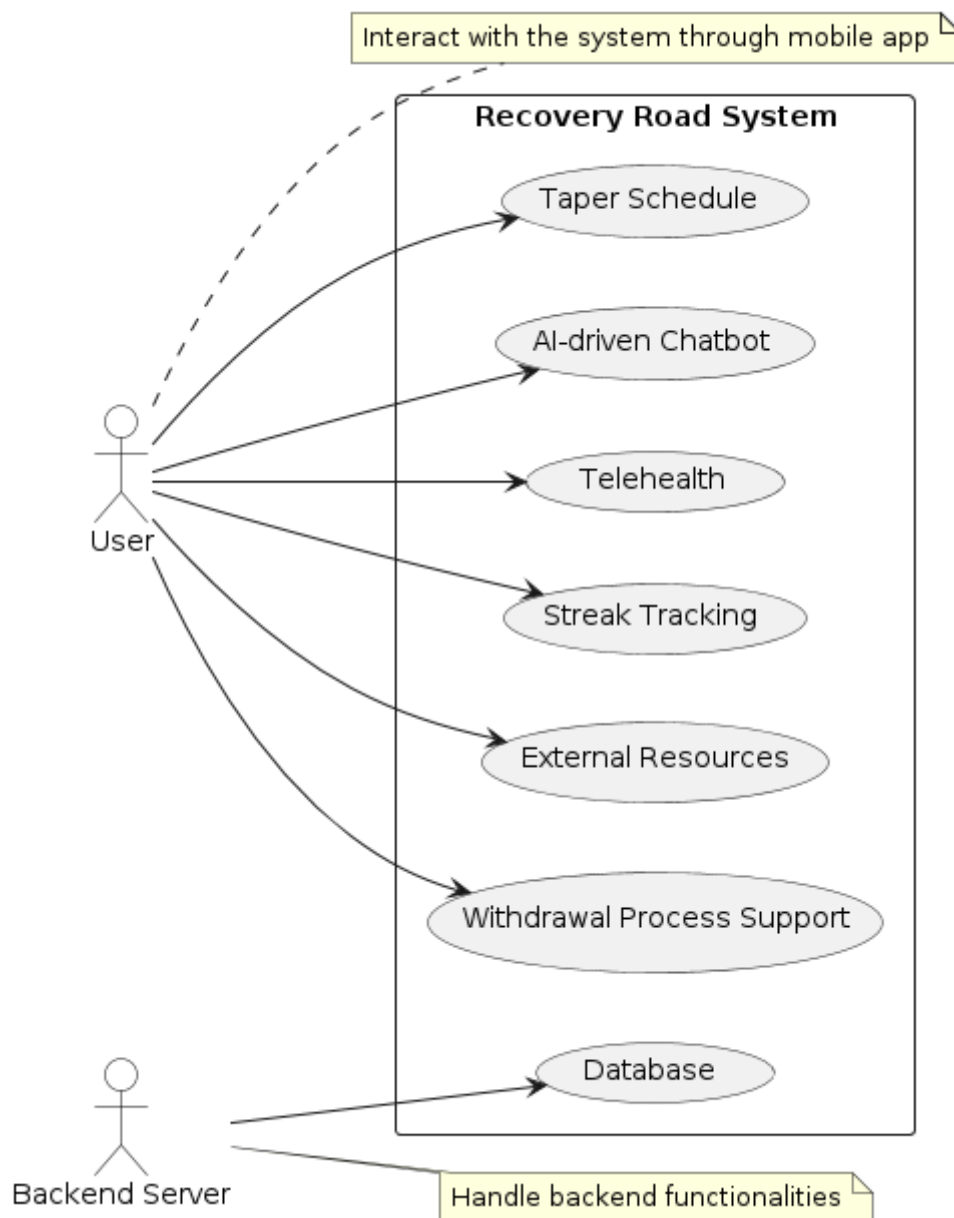 Interact with the system through mobile app
Recovery Road System
Taper Schedule
AI-driven Chatbot
Telehealth
User
Streak Tracking
External Resources
Withdrawal Process Support
Database
Backend Server
Handle backend functionalities